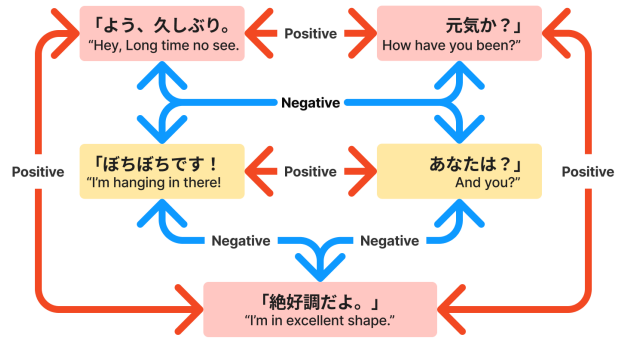 「よう、久しぶり。
“Hey, Long time no see.
Positive
元気か？」
How have you been?”
Negative
Positive
「ぼちぼちです！
“I’m hanging in there!
Positive
あなたは？」
And you?”
Positive
Negative
Negative
「絶好調だよ。」
“I’m in excellent shape.”